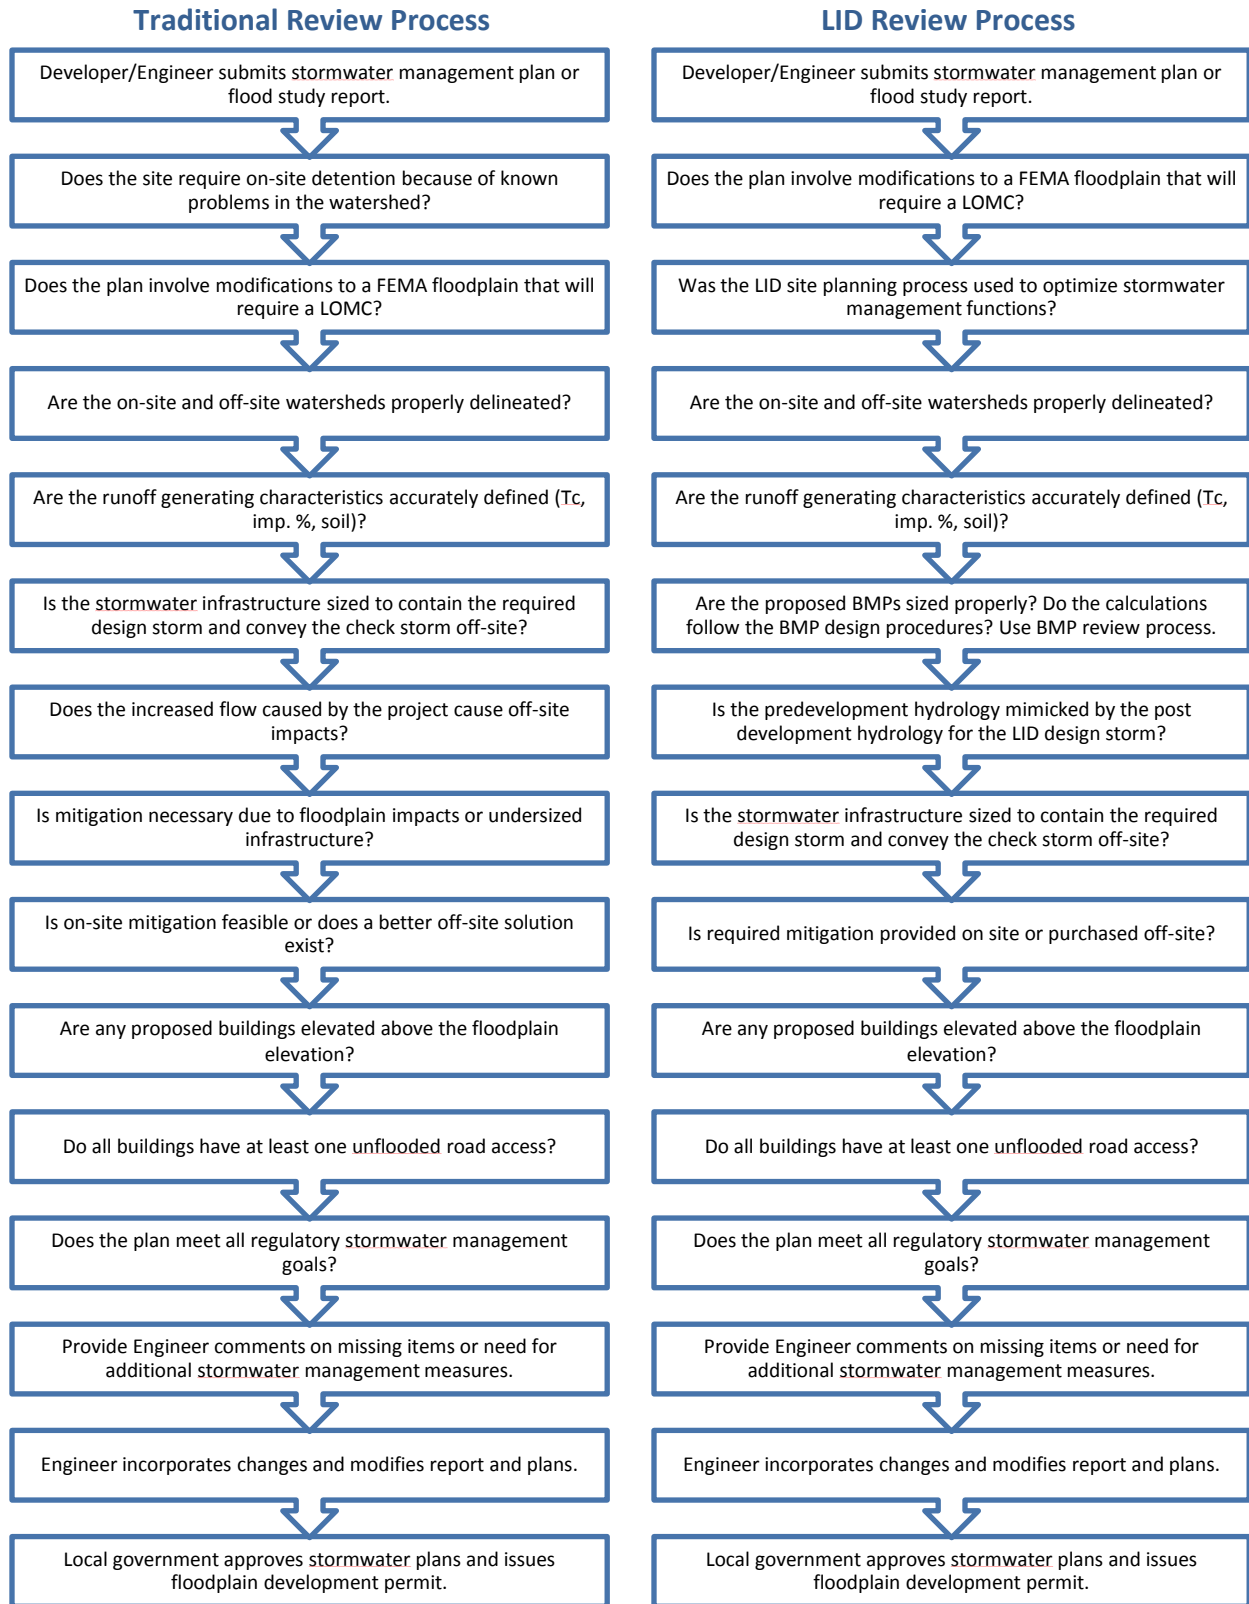 Traditional Review Process
Developer/Engineer submits stormwater management plan or
flood study report.
Does the site require on-site detention because of known
problems in the watershed?
Does the plan involve modifications to a FEMA floodplain that will
require a LOMC?
Are the on-site and off-site watersheds properly delineated?
Are the runoff generating characteristics accurately defined (Tc,
imp. %, soil)?
Is the stormwater infrastructure sized to contain the required
design storm and convey the check storm off-site?
Does the increased flow caused by the project cause off-site
impacts?
Is mitigation necessary due to floodplain impacts or undersized
infrastructure?
Is on-site mitigation feasible or does a better off-site solution
exist?
Are any proposed buildings elevated above the floodplain
elevation?
Do all buildings have at least one unflooded road access?
Does the plan meet all regulatory stormwater management
goals?
Provide Engineer comments on missing items or need for
additional stormwater management measures.
Engineer incorporates changes and modifies report and plans.
Local government approves stormwater plans and issues
floodplain development permit.
LID Review Process
Developer/Engineer submits stormwater management plan or
flood study report.
Does the plan involve modifications to a FEMA floodplain that will
require a LOMC?
Was the LID site planning process used to optimize stormwater
management functions?
Are the on-site and off-site watersheds properly delineated?
Are the runoff generating characteristics accurately defined (Tc,
imp. %, soil)?
Are the proposed BMPs sized properly? Do the calculations
follow the BMP design procedures? Use BMP review process.
Is the predevelopment hydrology mimicked by the post
development hydrology for the LID design storm?
Is the stormwater infrastructure sized to contain the required
design storm and convey the check storm off-site?
Is required mitigation provided on site or purchased off-site?
Are any proposed buildings elevated above the floodplain
elevation?
Do all buildings have at least one unflooded road access?
Does the plan meet all regulatory stormwater management
goals?
Provide Engineer comments on missing items or need for
additional stormwater management measures.
Engineer incorporates changes and modifies report and plans.
Local government approves stormwater plans and issues
floodplain development permit.